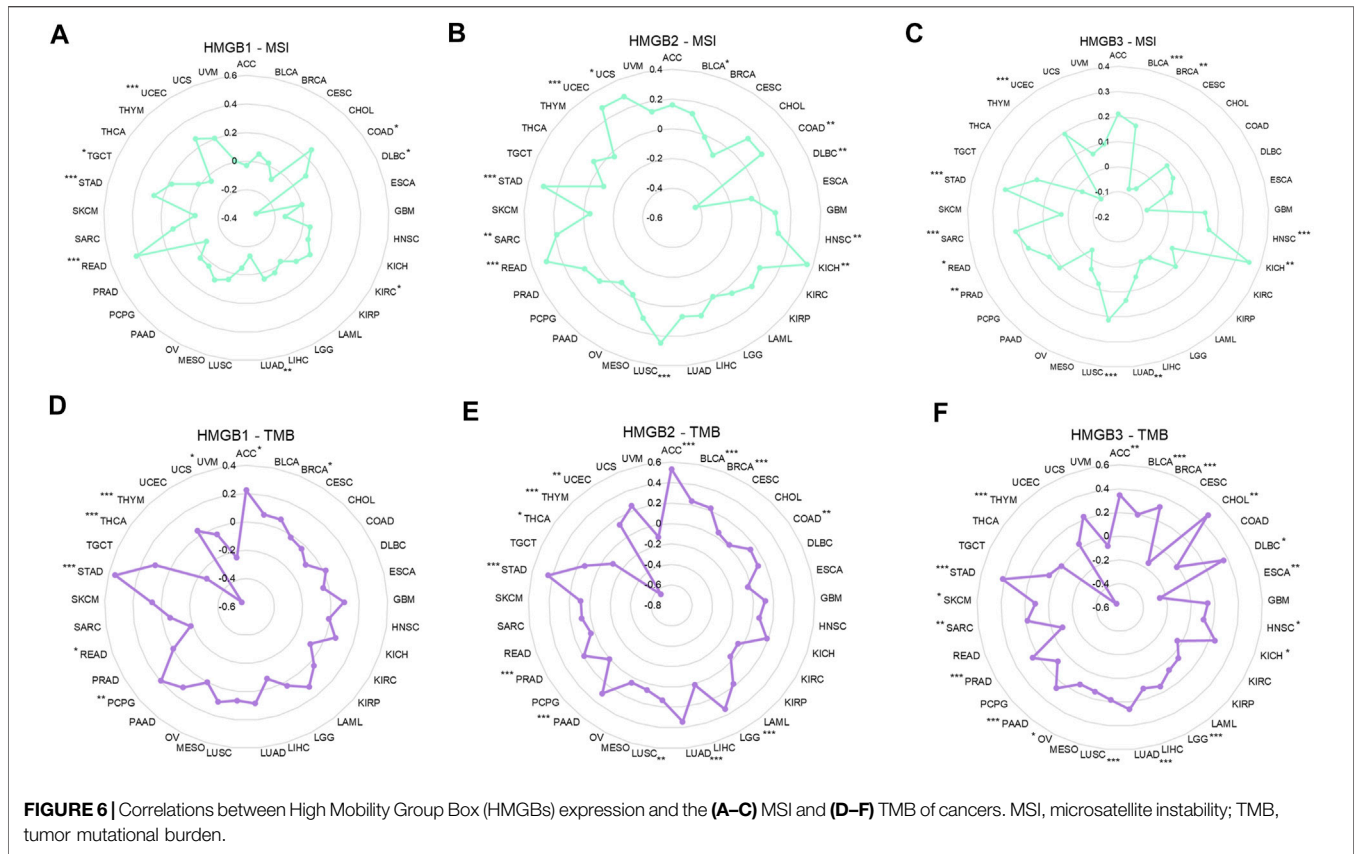 A
HMGB1 - MSI
ACC
BLCA
BRCA
CESC
CHOL
COAD*
DLBC*
ESCA
GBM
HNSC
KICH
KIRC*
KIRP
LAML
LGG
LIHC
LUAD**
LUSC
MESO
OV
PAAD
PCPG
PRAD
***READ
SARC
SKCM
***STAD
*TGCT
THCA
THYM
***UCEC
UCS
UVM
0.6
0.4
0.2
0
-0.2
-0.4
B
HMGB2 - MSI
ACC
BLCA*
BRCA
CESC
CHOL
COAD**
DLBC**
ESCA
GBM
HNSC**
KICH**
KIRC
KIRP
LAML
LGG
LIHC
LUAD
LUSC***
MESO
OV
PAAD
PCPG
PRAD
***READ
**SARC
SKCM
***STAD
TGCT
THCA
THYM
***UCEC
*UCS
UVM
0.4
0.2
0
-0.2
-0.4
-0.6
C
HMGB3 - MSI
ACC
BLCA***
BRCA**
CESC
CHOL
COAD
DLBC
ESCA
GBM
HNSC***
KICH**
KIRC
KIRP
LAML
LGG
LIHC
LUAD**
LUSC***
MESO
OV
PAAD
PCPG
**PRAD
*READ
***SARC
SKCM
***STAD
TGCT
THCA
THYM
***UCEC
UCS
UVM
0.4
0.3
0.2
0.1
0
-0.1
-0.2
D
HMGB1 - TMB
ACC*
BLCA
BRCA*
CESC
CHOL
COAD
DLBC
ESCA
GBM
HNSC
KICH
KIRC
KIRP
LAML
LGG
LIHC
LUAD
LUSC
MESO
OV
PAAD
**PCPG
PRAD
*READ
SARC
SKCM
***STAD
TGCT
***THCA
***THYM
UCEC
UCS
*UVM
0.4
0.2
0
-0.2
-0.4
-0.6
E
HMGB2 - TMB
ACC***
BLCA***
BRCA***
CESC
CHOL
COAD**
DLBC
ESCA
GBM
HNSC
KICH
KIRC
KIRP
LAML
LGG***
LIHC
LUAD***
LUSC**
MESO
OV
***PAAD
PCPG
***PRAD
READ
SARC
SKCM
***STAD
TGCT
*THCA
***THYM
**UCEC
UCS
UVM
0.6
0.4
0.2
0
-0.2
-0.4
-0.6
-0.8
F
HMGB3 - TMB
ACC**
BLCA***
BRCA***
CESC
CHOL**
COAD
DLBC*
ESCA**
GBM
HNSC*
KICH*
KIRC
KIRP
LAML
LGG***
LIHC
LUAD***
LUSC***
MESO
*OV
***PAAD
PCPG
***PRAD
READ
**SARC
*SKCM
***STAD
TGCT
THCA
***THYM
UCEC
UCS
UVM
0.6
0.4
0.2
0
-0.2
-0.4
-0.6
FIGURE 6 | Correlations between High Mobility Group Box (HMGBs) expression and the (A–C) MSI and (D–F) TMB of cancers. MSI, microsatellite instability; TMB,
tumor mutational burden.